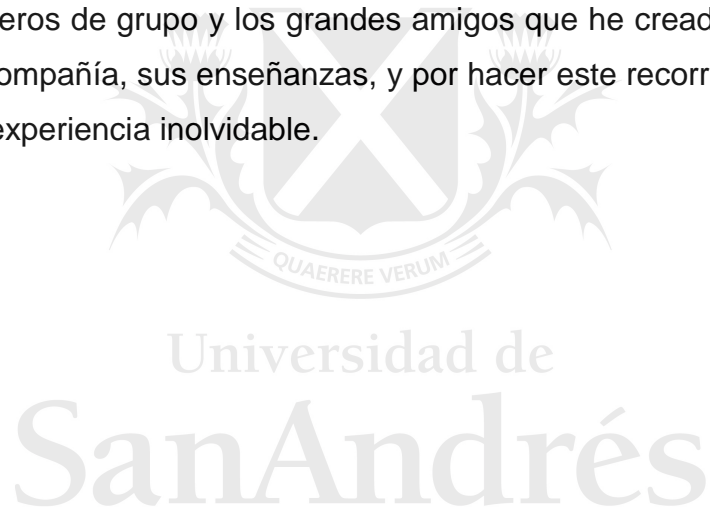 eros de grupo y los grandes amigos que he cread
ompañía, sus enseñanzas, y por hacer este recorr
experiencia inolvidable.
QUAERERE VERUM
Universidad de
SanAndrés